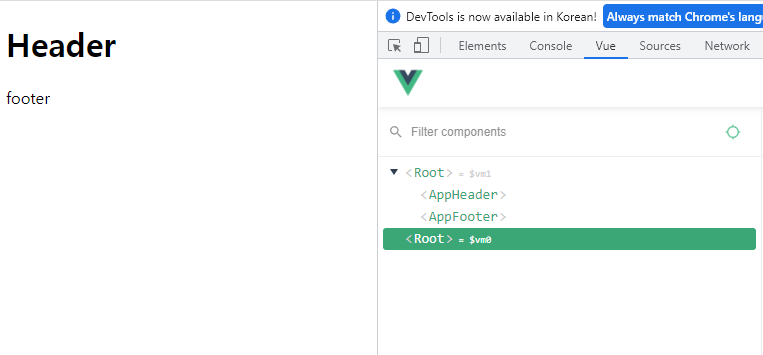 Header
footer
DevTools is now available in Korean! Always match Chrome's lang
Elements Console Vue Sources Network
Filter components
<Root> = $vm1
<AppHeader>
<AppFooter>
<Root> = $vm0